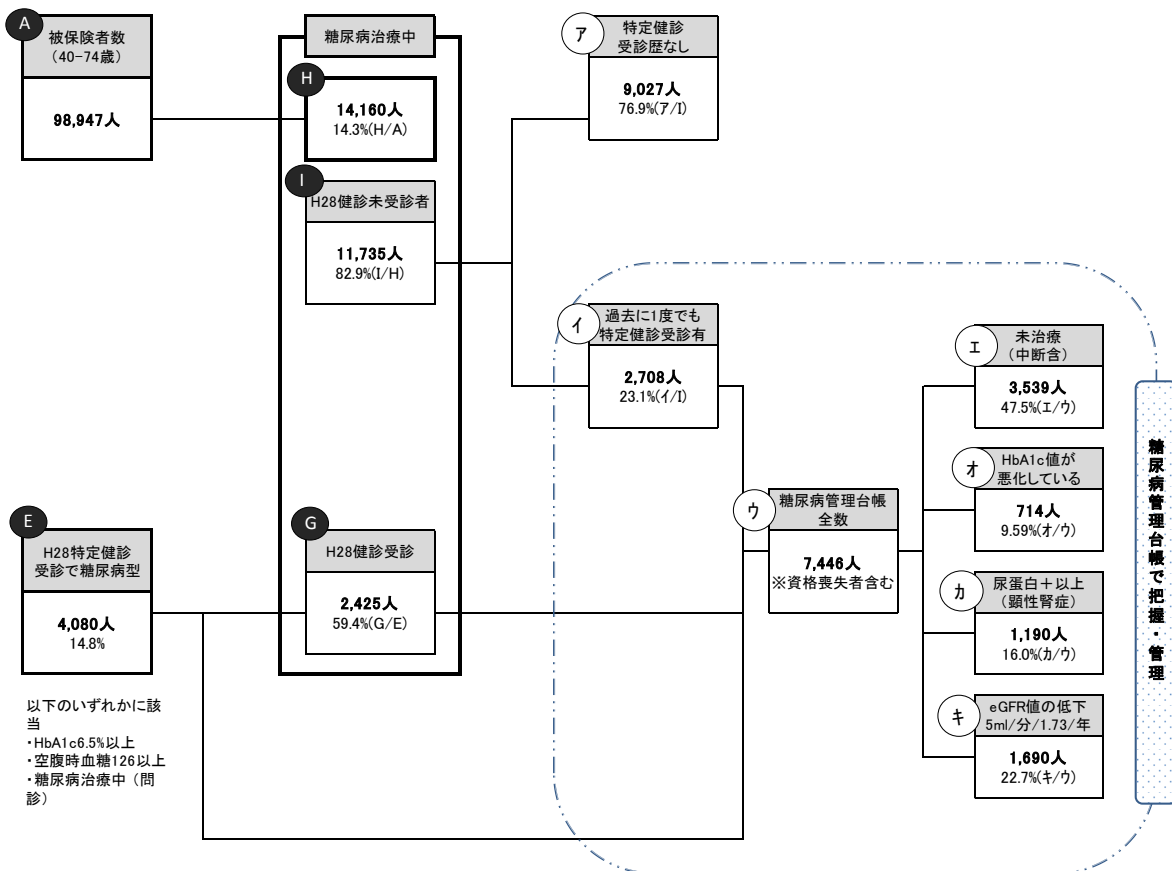 A
被保険者数
(40-74歳)
98,947人
糖尿病治療中
H
14,160人
14.3%(H/A)
I
H28健診未受診者
11,735人
82.9%(I/H)
ア
特定健診
受診歴なし
9,027人
76.9%(ア/I)
イ
過去に1度でも
特定健診受診有
2,708人
23.1%(イ/I)
E
H28特定健診
受診で糖尿病型
4,080人
14.8%
G
H28健診受診
2,425人
59.4%(G/E)
ウ
糖尿病管理台帳
全数
7,446人
※資格喪失者含む
エ
未治療
(中断含)
3,539人
47.5%(エ/ウ)
オ
HbA1c値が
悪化している
714人
9.59%(オ/ウ)
カ
尿蛋白+以上
(顕性腎症)
1,190人
16.0%(カ/ウ)
キ
eGFR値の低下
5ml/分/1.73/年
1,690人
22.7%(キ/ウ)
糖尿病管理台帳で把握・管理
以下のいずれかに該
当
・HbA1c6.5%以上
・空腹時血糖126以上
・糖尿病治療中(問
診)